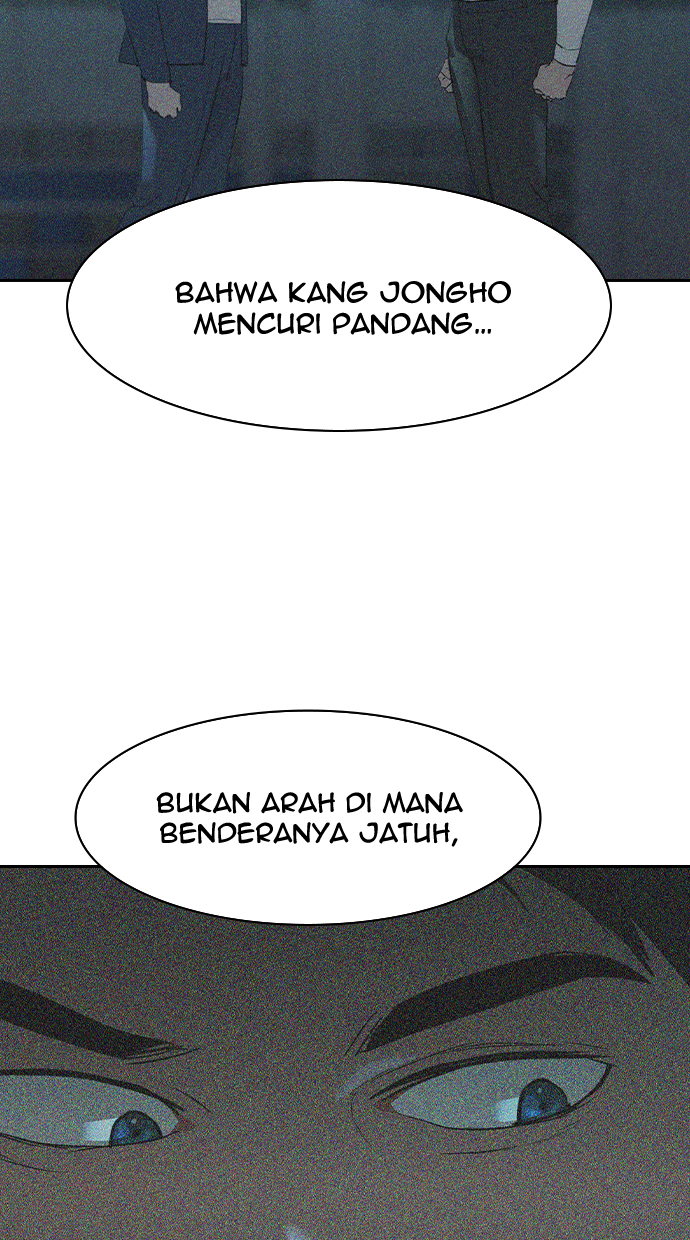 BAHWA KANG JONGHO
MENCURI PANDANG...
BUKAN ARAH DI MANA
BENDERANYA JATUH,